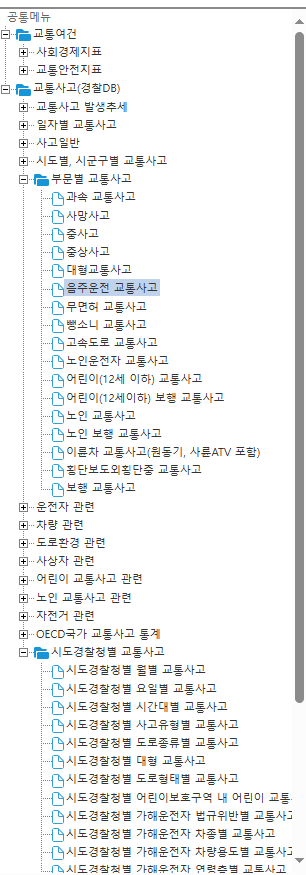 공통메뉴
교통여건
사회경제지표
교통안전지표
교통사고(경찰DB)
교통사고 발생추세
일자별 교통사고
사고일반
시도별, 시군구별 교통사고
부문별 교통사고
과속 교통사고
사망사고
중사고
중상사고
대형교통사고
음주운전 교통사고
무면허 교통사고
뺑소니 교통사고
고속도로 교통사고
노인운전자 교통사고
어린이(12세 이하) 교통사고
어린이(12세이하) 보행 교통사고
노인 교통사고
노인 보행 교통사고
이륜차 교통사고(원동기, 사륜ATV 포함)
횡단보도외횡단중 교통사고
보행 교통사고
운전자 관련
차량 관련
도로환경 관련
사상자 관련
어린이 교통사고 관련
노인 교통사고 관련
자전거 관련
OECD국가 교통사고 통계
시도경찰청별 교통사고
시도경찰청별 월별 교통사고
시도경찰청별 요일별 교통사고
시도경찰청별 시간대별 교통사고
시도경찰청별 사고유형별 교통사고
시도경찰청별 도로종류별 교통사고
시도경찰청별 대형 교통사고
시도경찰청별 도로형태별 교통사고
시도경찰청별 어린이보호구역 내 어린이 교통
시도경찰청별 가해운전자 법규위반별 교통사
시도경찰청별 가해운전자 차종별 교통사고
시도경찰청별 가해운전자 차량용도별 교통사고
시도경찰청별 가해운전자 연령층별 교통사고